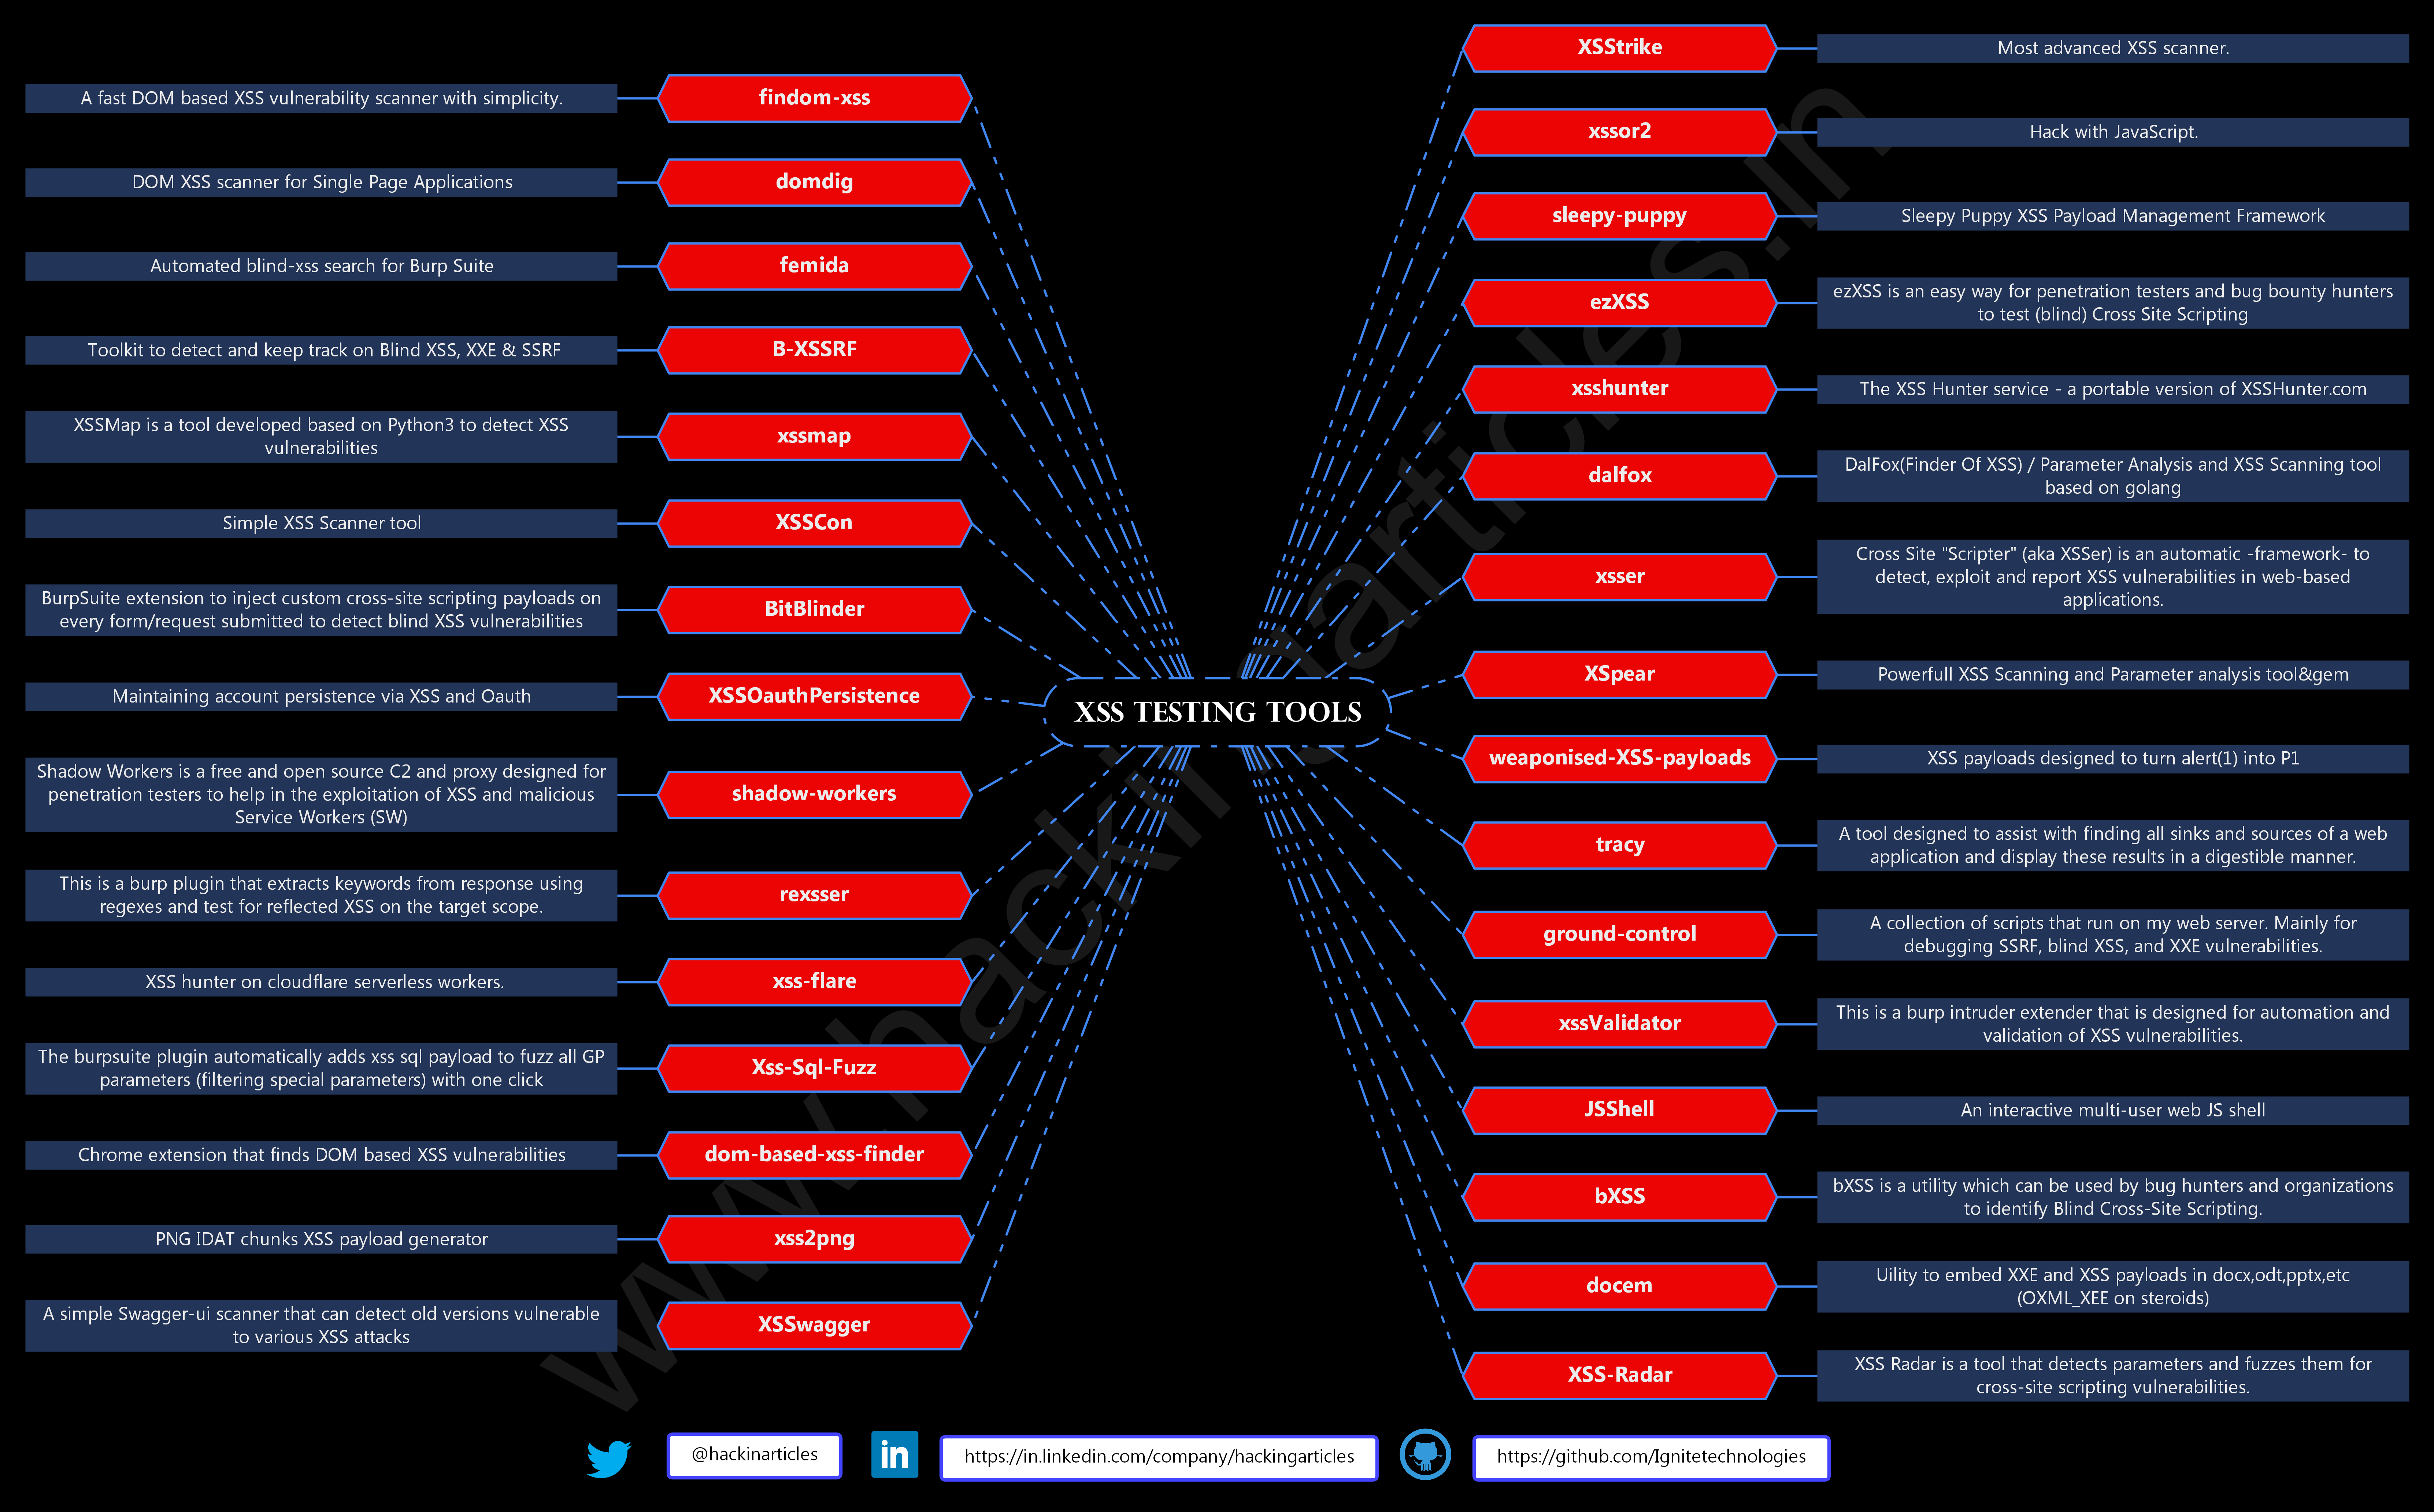 XSS TESTING TOOLS
findom-xss
A fast DOM based XSS vulnerability scanner with simplicity.
domdig
DOM XSS scanner for Single Page Applications
femida
Automated blind-xss search for Burp Suite
B-XSSRF
Toolkit to detect and keep track on Blind XSS, XXE & SSRF
xssmap
XSSMap is a tool developed based on Python3 to detect XSS
vulnerabilities
XSSCon
Simple XSS Scanner tool
BitBlinder
BurpSuite extension to inject custom cross-site scripting payloads on
every form/request submitted to detect blind XSS vulnerabilities
XSSOauthPersistence
Maintaining account persistence via XSS and Oauth
shadow-workers
Shadow Workers is a free and open source C2 and proxy designed for
penetration testers to help in the exploitation of XSS and malicious
Service Workers (SW)
rexsser
This is a burp plugin that extracts keywords from response using
regexes and test for reflected XSS on the target scope.
xss-flare
XSS hunter on cloudflare serverless workers.
Xss-Sql-Fuzz
The burpsuite plugin automatically adds xss sql payload to fuzz all GP
parameters (filtering special parameters) with one click
dom-based-xss-finder
Chrome extension that finds DOM based XSS vulnerabilities
xss2png
PNG IDAT chunks XSS payload generator
XSSwagger
A simple Swagger-ui scanner that can detect old versions vulnerable
to various XSS attacks
XSStrike
Most advanced XSS scanner.
xssor2
Hack with JavaScript.
sleepy-puppy
Sleepy Puppy XSS Payload Management Framework
ezXSS
ezXSS is an easy way for penetration testers and bug bounty hunters
to test (blind) Cross Site Scripting
xsshunter
The XSS Hunter service - a portable version of XSSHunter.com
dalfox
DalFox(Finder Of XSS) / Parameter Analysis and XSS Scanning tool
based on golang
xsser
Cross Site "Scripter" (aka XSSer) is an automatic -framework- to
detect, exploit and report XSS vulnerabilities in web-based
applications.
XSpear
Powerfull XSS Scanning and Parameter analysis tool&gem
weaponised-XSS-payloads
XSS payloads designed to turn alert(1) into P1
tracy
A tool designed to assist with finding all sinks and sources of a web
application and display these results in a digestible manner.
ground-control
A collection of scripts that run on my web server. Mainly for
debugging SSRF, blind XSS, and XXE vulnerabilities.
xssValidator
This is a burp intruder extender that is designed for automation and
validation of XSS vulnerabilities.
JSShell
An interactive multi-user web JS shell
bXSS
bXSS is a utility which can be used by bug hunters and organizations
to identify Blind Cross-Site Scripting.
docem
Uility to embed XXE and XSS payloads in docx,odt,pptx,etc
(OXML_XEE on steroids)
XSS-Radar
XSS Radar is a tool that detects parameters and fuzzes them for
cross-site scripting vulnerabilities.
@hackinarticles
in
https://in.linkedin.com/company/hackingarticles
https://github.com/Ignitetechnologies